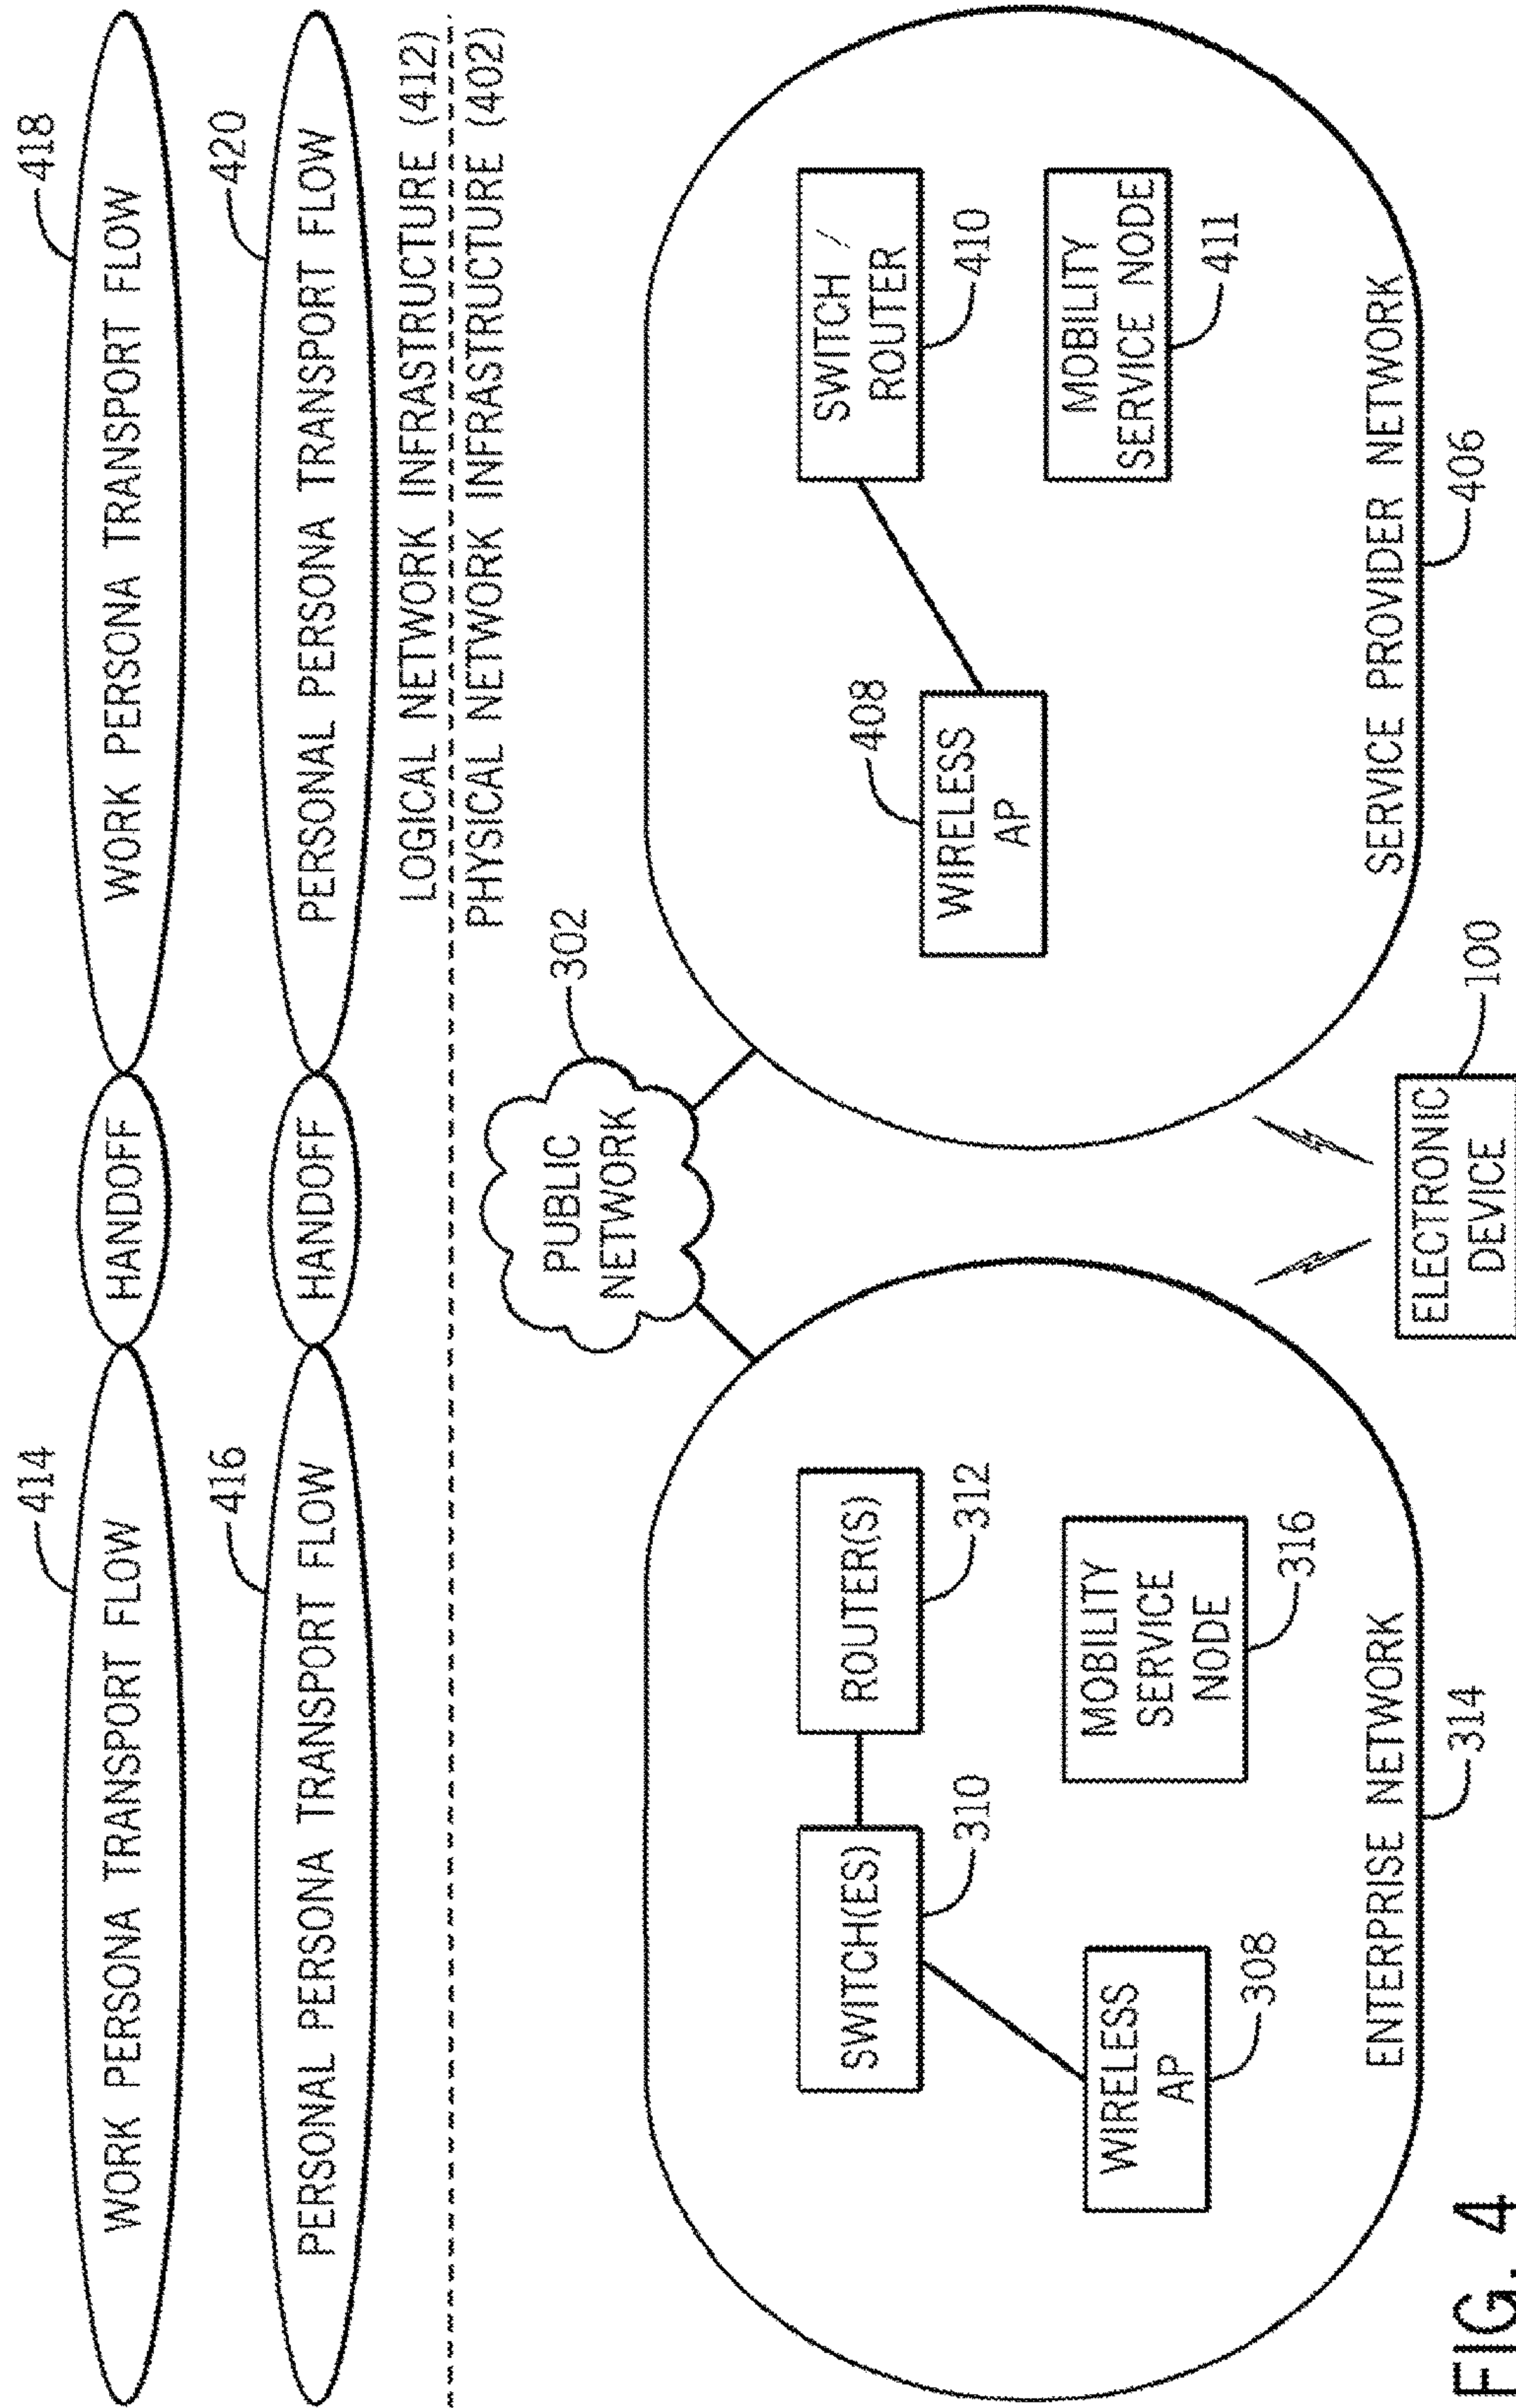 414
WORK PERSONA TRANSPORT FLOW
HANDOFF
418
WORK PERSONA TRANSPORT FLOW
416
PERSONAL PERSONA TRANSPORT FLOW
HANDOFF
420
PERSONAL PERSONA TRANSPORT FLOW
LOGICAL NETWORK INFRASTRUCTURE (412)
PHYSICAL NETWORK INFRASTRUCTURE (402)
302
PUBLIC
NETWORK
SWITCH(ES)
310
ROUTER(S)
312
WIRELESS
AP
308
MOBILITY
SERVICE
NODE
316
ENTERPRISE NETWORK
314
408
WIRELESS
AP
SWITCH /
ROUTER
410
MOBILITY
SERVICE NODE
411
SERVICE PROVIDER NETWORK
406
ELECTRONIC
DEVICE
100
FIG. 4